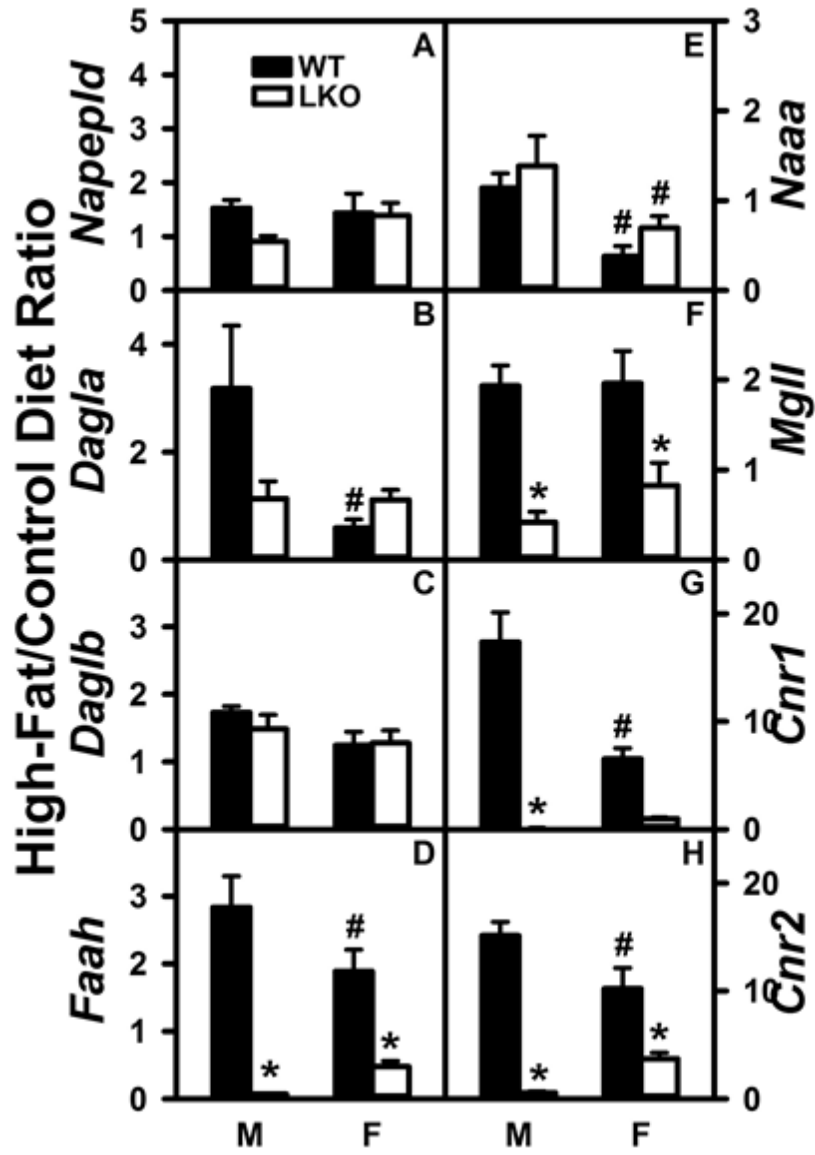 High-Fat/Control Diet Ratio
A
WT
LKO
Napepld
5
4
3
2
1
0
E
# #
Naaa
3
2
1
0
B
#
Dagla
4
2
0
F
* *
Mgll
2
1
0
C
Daglb
3
2
1
0
G
* #
Cnr1
20
10
0
D
* # *
Faah
3
2
1
0
H
* # *
Cnr2
20
10
0
M F
M F